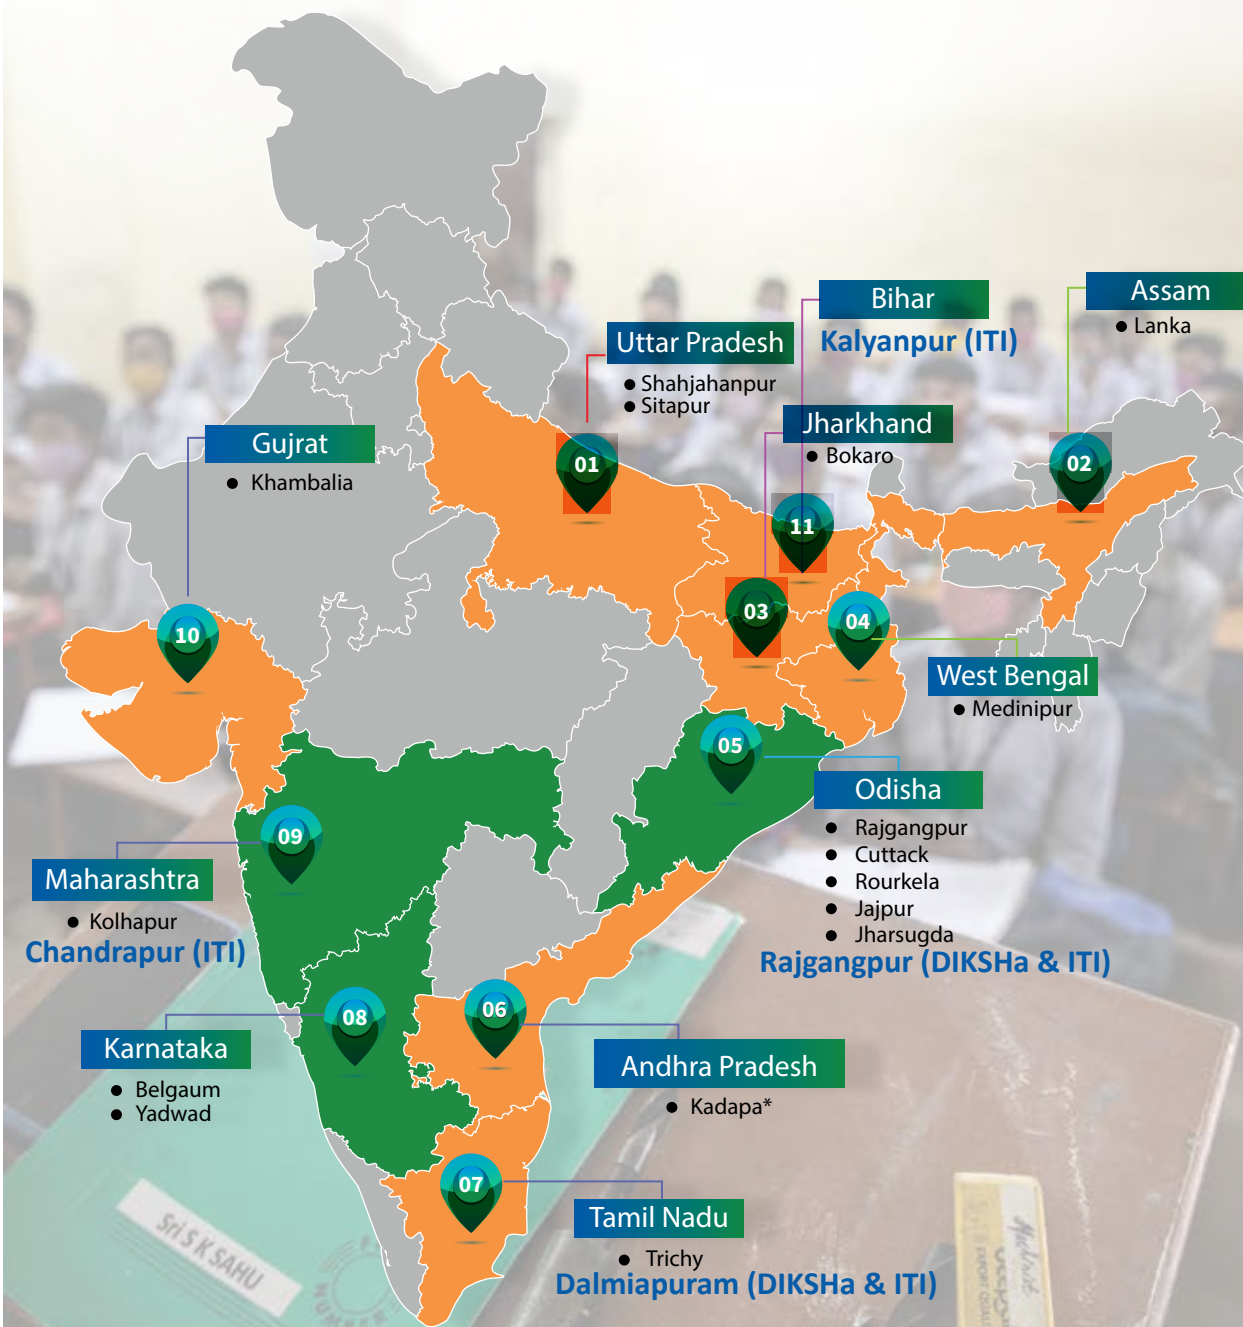 Bihar
Kalyanpur (ITI)
Assam
● Lanka
Uttar Pradesh
● Shahjahanpur
● Sitapur
Jharkhand
● Bokaro
Gujrat
● Khambalia
01
02
11
03
04
10
West Bengal
● Medinipur
05
Odisha
● Rajgangpur
● Cuttack
● Rourkela
● Jajpur
● Jharsugda
Rajgangpur (DIKSHa & ITI)
09
Maharashtra
● Kolhapur
Chandrapur (ITI)
08
06
Karnataka
● Belgaum
● Yadwad
Andhra Pradesh
● Kadapa*
07
Tamil Nadu
● Trichy
Dalmiapuram (DIKSHa & ITI)
Sri S K SAHU